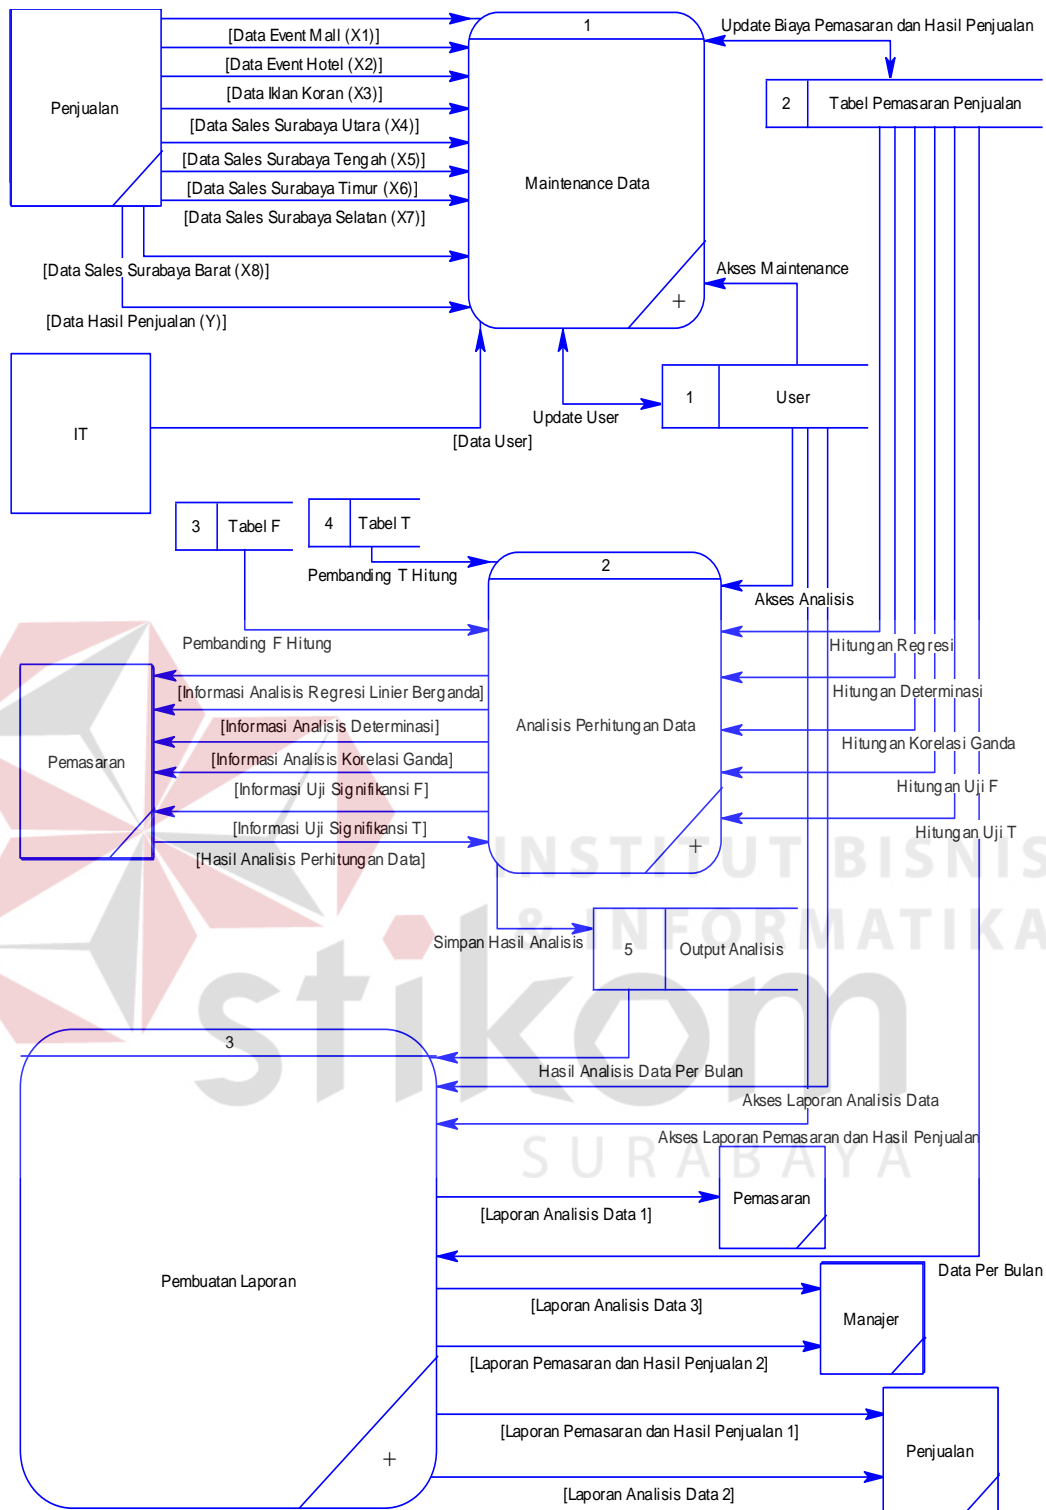 1
Update Biaya Pemasaran dan Hasil Penjualan
[Data Event Mall (X1)]
[Data Event Hotel (X2)]
[Data Iklan Koran (X3)]
[Data Sales Surabaya Utara (X4)]
[Data Sales Surabaya Tengah (X5)]
[Data Sales Surabaya Timur (X6)]
[Data Sales Surabaya Selatan (X7)]
[Data Sales Surabaya Barat (X8)]
[Data Hasil Penjualan (Y)]
Penjualan
Maintenance Data
+
2 Tabel Pemasaran Penjualan
Akses Maintenance
IT
[Data User]
Update User
1 User
3 Tabel F
4 Tabel T
Pembanding T Hitung
Pembanding F Hitung
2
Akses Analisis
Hitungan Regresi
Hitungan Determinasi
Hitungan Korelasi Ganda
Hitungan Uji F
Hitungan Uji T
Analisis Perhitungan Data
+
Pemasaran
[Informasi Analisis Regresi Linier Berganda]
[Informasi Analisis Determinasi]
[Informasi Analisis Korelasi Ganda]
[Informasi Uji Signifikansi F]
[Informasi Uji Signifikansi T]
[Hasil Analisis Perhitungan Data]
INSTITUT BISNIS
& INFORMATIKA
stikom
SURABAYA
Simpan Hasil Analisis
5 Output Analisis
3
Hasil Analisis Data Per Bulan
Akses Laporan Analisis Data
Akses Laporan Pemasaran dan Hasil Penjualan
[Laporan Analisis Data 1]
Pemasaran
Data Per Bulan
Pembuatan Laporan
[Laporan Analisis Data 3]
Manajer
[Laporan Pemasaran dan Hasil Penjualan 2]
[Laporan Pemasaran dan Hasil Penjualan 1]
Penjualan
+
[Laporan Analisis Data 2]